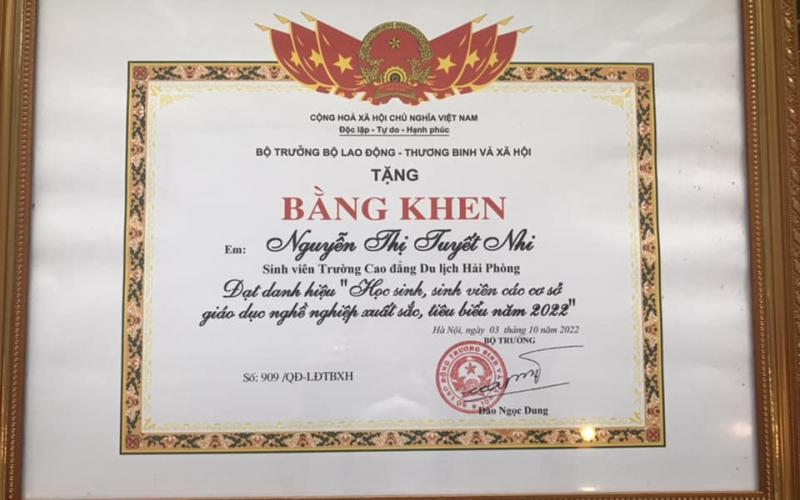 CỘNG HOÀ XÃ HỘI CHỦ NGHĨA VIỆT NAM
Độc lập - Tự do - Hạnh phúc
BỘ TRƯỞNG BỘ LAO ĐỘNG - THƯƠNG BINH VÀ XÃ HỘI
TẶNG
BẰNG KHEN
Em: Nguyễn Thị Tuyết Nhi
Sinh viên Trường Cao đẳng Du lịch Hải Phòng
Đạt danh hiệu " Học sinh, sinh viên các cơ sở
giáo dục nghề nghiệp xuất sắc, tiêu biểu năm 2022"
Hà Nội, ngày 03 tháng 10 năm 2022
BỘ TRƯỞNG
Số: 909 /QĐ-LĐTBXH
Đào Ngọc Dung